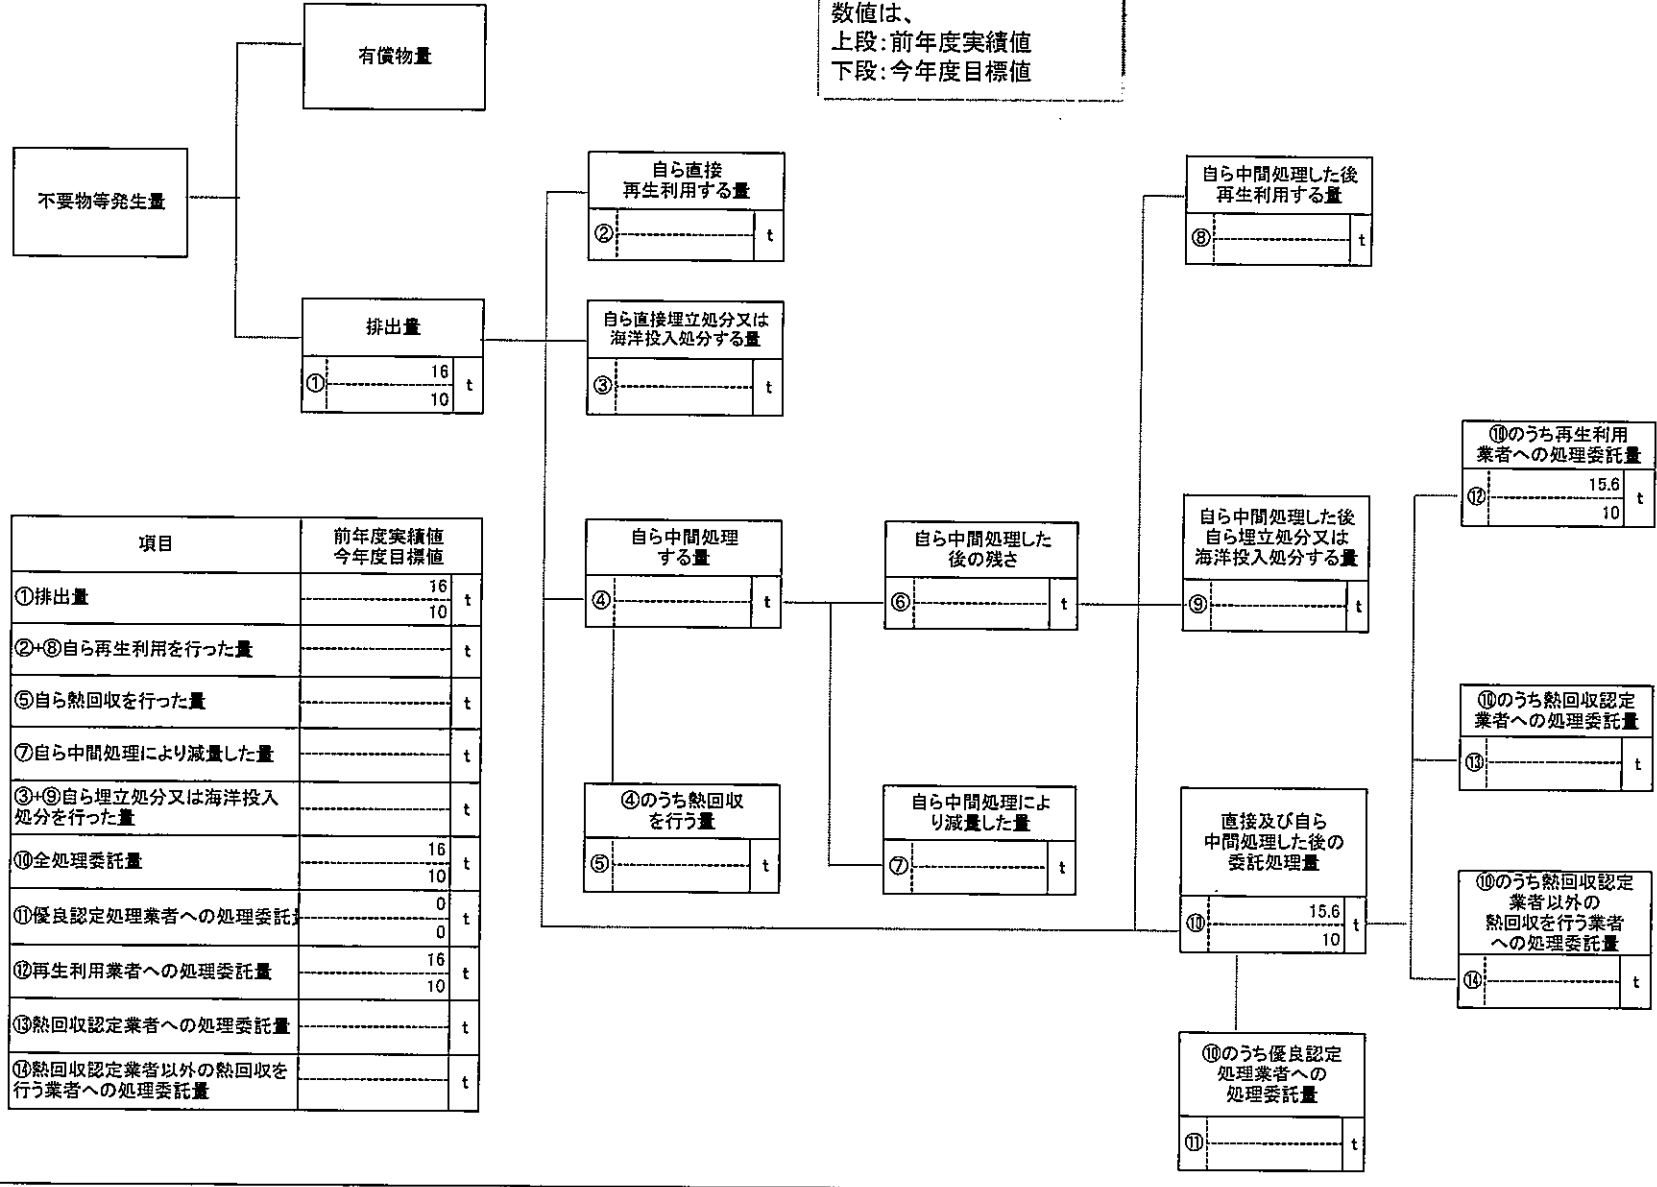 数値は、
上段：前年度実績値
下段：今年度目標値
有償物量
不要物等発生量
排出量
① 16 t
10
自ら直接
再生利用する量
② t
自ら直接埋立処分又は
海洋投入処分する量
③ t
自ら中間処理
する量
④ t
④のうち熱回収
を行う量
⑤ t
自ら中間処理した
後の残さ
⑥ t
自ら中間処理によ
り減量した量
⑦ t
自ら中間処理した後
再生利用する量
⑧ t
自ら中間処理した後
自ら埋立処分又は
海洋投入処分する量
⑨ t
直接及び自ら
中間処理した後の
委託処理量
⑩ 15.6 t
10
⑩のうち優良認定
処理業者への
処理委託量
⑪ t
⑩のうち再生利用
業者への処理委託量
⑫ 15.6 t
10
⑩のうち熱回収認定
業者への処理委託量
⑬ t
⑩のうち熱回収認定
業者以外の
熱回収を行う業者
への処理委託量
⑭ t
項目 前年度実績値
今年度目標値
①排出量 16 t
10
②+⑧自ら再生利用を行った量 t
⑤自ら熱回収を行った量 t
⑦自ら中間処理により減量した量 t
③+⑨自ら埋立処分又は海洋投入
処分を行った量 t
⑩全処理委託量 16 t
10
⑪優良認定処理業者への処理委託 0 t
0
⑫再生利用業者への処理委託量 16 t
10
⑬熱回収認定業者への処理委託量 t
⑭熱回収認定業者以外の熱回収を
行う業者への処理委託量 t